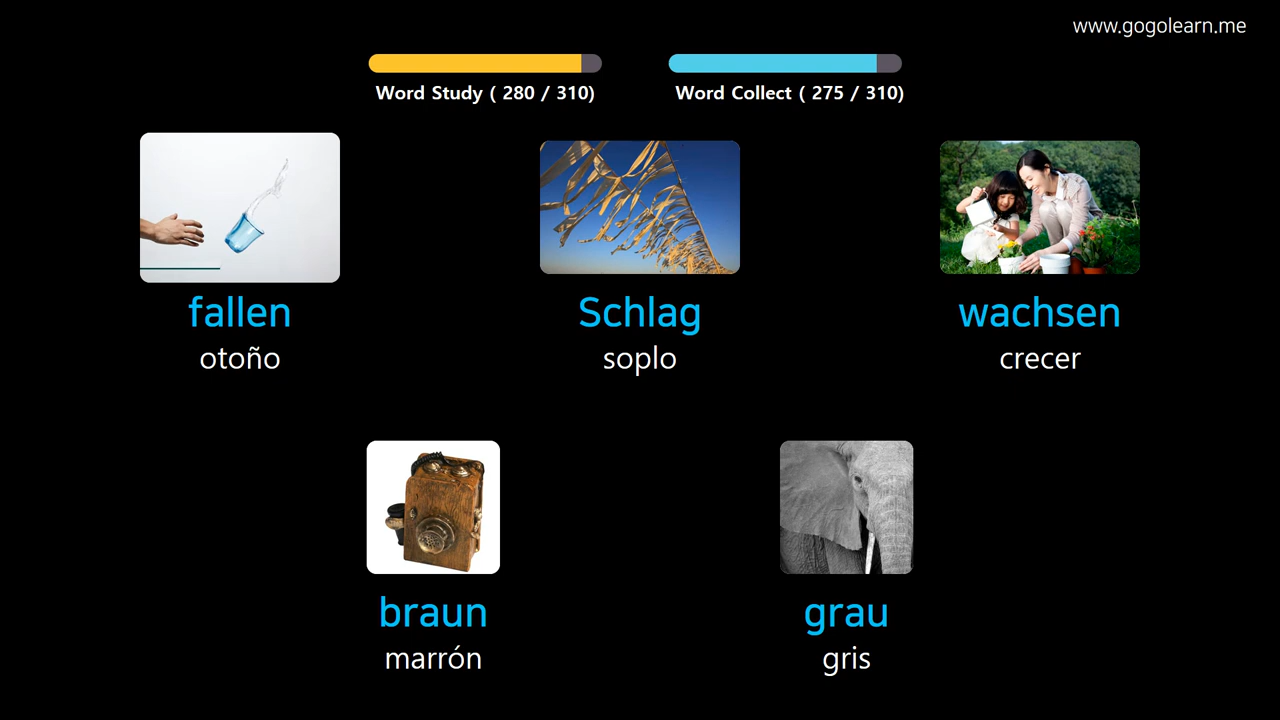 www.gogolearn.me
Word Study ( 280 / 310)
Word Collect ( 275 / 310)
fallen
otoño
Schlag
soplo
wachsen
crecer
braun
marrón
grau
gris